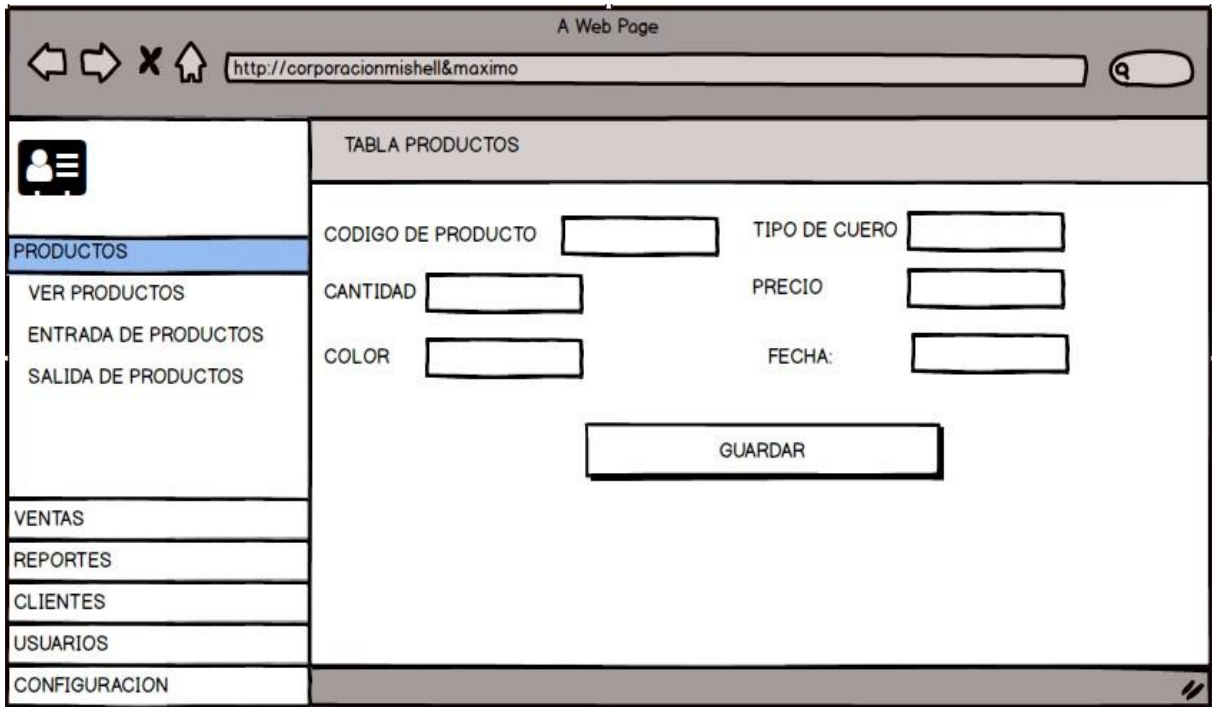 A Web Page
http://corporacionmishell&maximo
TABLA PRODUCTOS
PRODUCTOS
VER PRODUCTOS
ENTRADA DE PRODUCTOS
SALIDA DE PRODUCTOS
VENTAS
REPORTES
CLIENTES
USUARIOS
CONFIGURACION
CODIGO DE PRODUCTO
TIPO DE CUERO
CANTIDAD
PRECIO
COLOR
FECHA:
GUARDAR